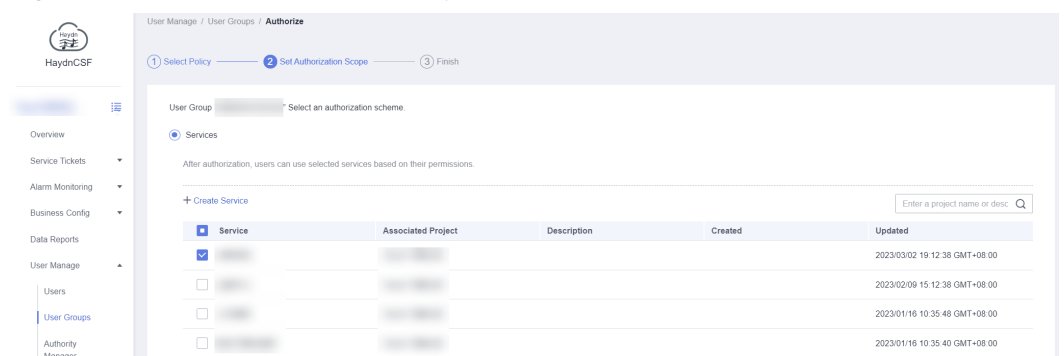 User Manage / User Groups / Authorize
Haydn
HaydnCSF
1 Select Policy 2 Set Authorization Scope 3 Finish
User Group " Select an authorization scheme.
Services
After authorization, users can use selected services based on their permissions.
+ Create Service
Enter a project name or desc
Service Associated Project Description Created Updated
2023/03/02 19:12:38 GMT+08:00
2023/02/09 15:12:38 GMT+08:00
2023/01/16 10:35:48 GMT+08:00
2023/01/16 10:35:40 GMT+08:00
Overview
Service Tickets
Alarm Monitoring
Business Config
Data Reports
User Manage
Users
User Groups
Authority
Manager